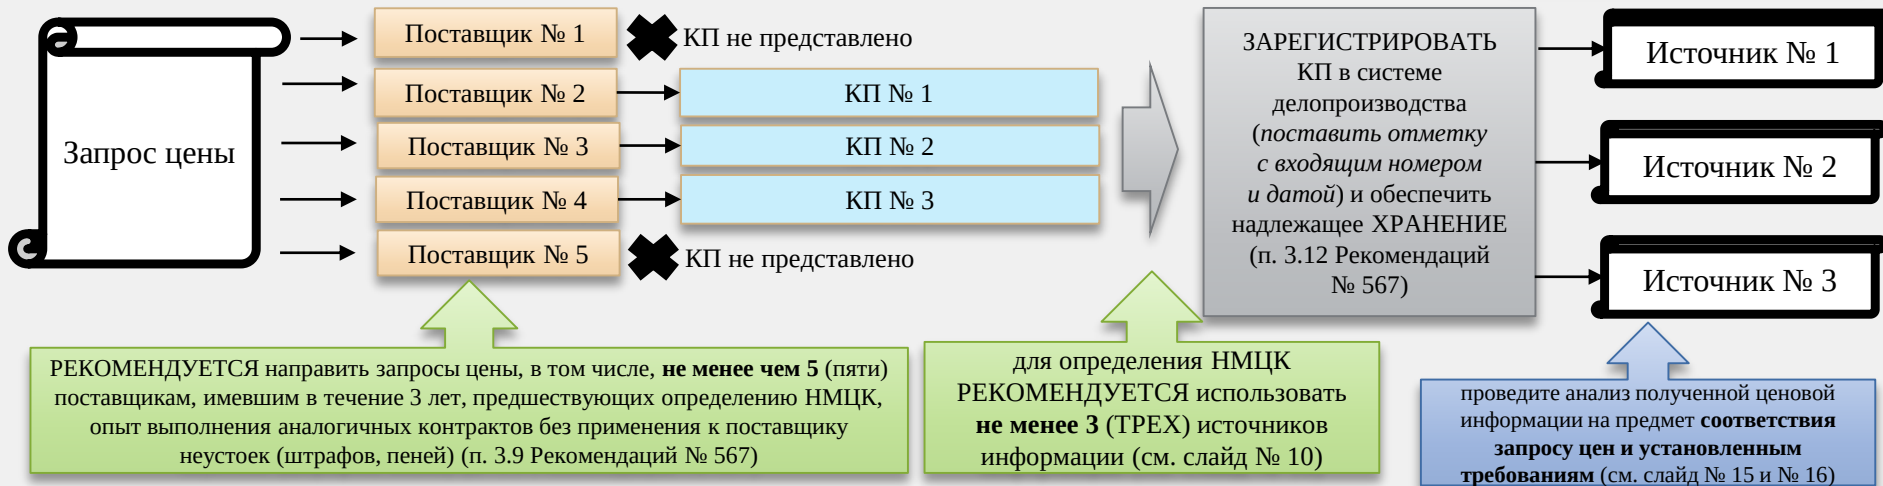 Запрос цены
Поставщик № 1
КП не представлено
Поставщик № 2
КП № 1
Поставщик № 3
КП № 2
Поставщик № 4
КП № 3
Поставщик № 5
КП не представлено
ЗАРЕГИСТРИРОВАТЬ
КП в системе
делопроизводства
(поставить отметку
с входящим номером
и датой) и обеспечить
надлежащее ХРАНЕНИЕ
(п. 3.12 Рекомендаций
№ 567)
Источник № 1
Источник № 2
Источник № 3
РЕКОМЕНДУЕТСЯ направить запросы цены, в том числе, не менее чем 5 (пяти)
поставщикам, имевшим в течение 3 лет, предшествующих определению НМЦК,
опыт выполнения аналогичных контрактов без применения к поставщику
неустоек (штрафов, пеней) (п. 3.9 Рекомендаций № 567)
для определения НМЦК
РЕКОМЕНДУЕТСЯ использовать
не менее 3 (ТРЕХ) источников
информации (см. слайд № 10)
проведите анализ полученной ценовой
информации на предмет соответствия
запросу цен и установленным
требованиям (см. слайд № 15 и № 16)